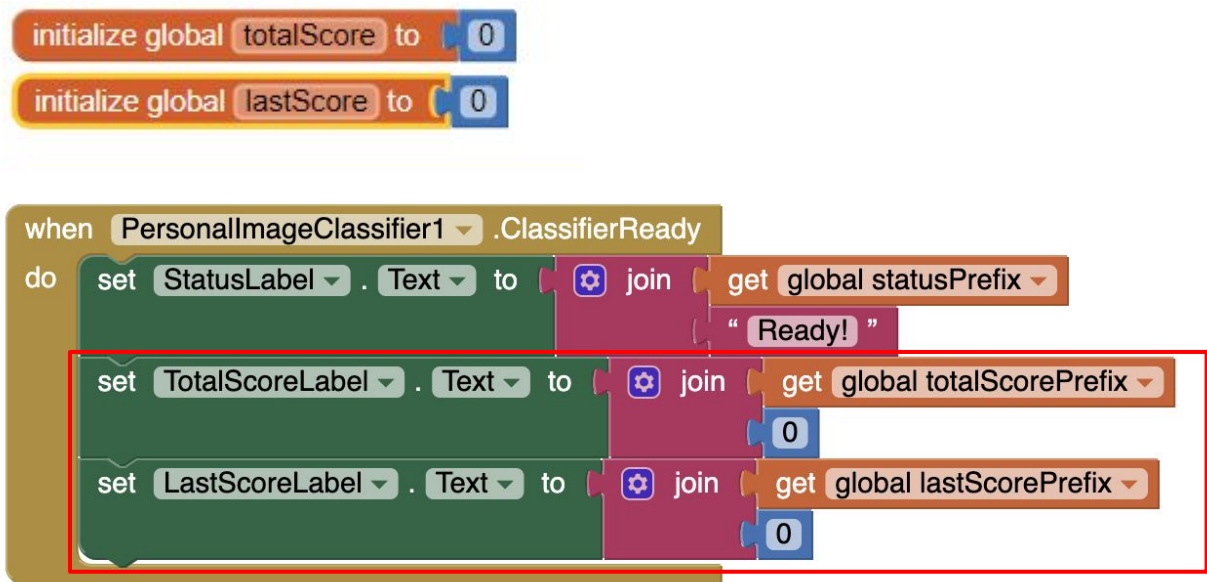 initialize global totalScore to 0
initialize global lastScore to 0
when PersonalImageClassifier1 .ClassifierReady
do set StatusLabel . Text to join get global statusPrefix
" Ready! "
set TotalScoreLabel . Text to join get global totalScorePrefix
0
set LastScoreLabel . Text to join get global lastScorePrefix
0